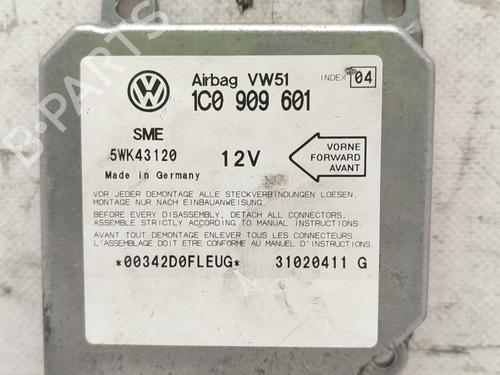 Airbag VW51
INDEX 04
1C0 909 601
SME
5WK43120
12V
Made in Germany
VORNE
FORWARD
AVANT
VOR JEDER DEMONTAGE ALLE STECKVERBINDUNGEN LOESEN.
MONTAGE NUR NACH EINBAUANWEISUNG.
BEFORE EVERY DISASSEMBLY, DETACH ALL CONNECTORS.
ASSEMBLE STRICTLY ACCORDING TO MANUAL INSTRUCTIONS.
AVANT TOUT DEMONTAGE ENLEVER TOUS LES CONNECTEURS.
L'ASSEMBLAGE DOIT ETRE CONFORME AU MANUEL D'INSTRUCTIONS.
*00342D0FLEUG*
31020411 G
B-PARTS